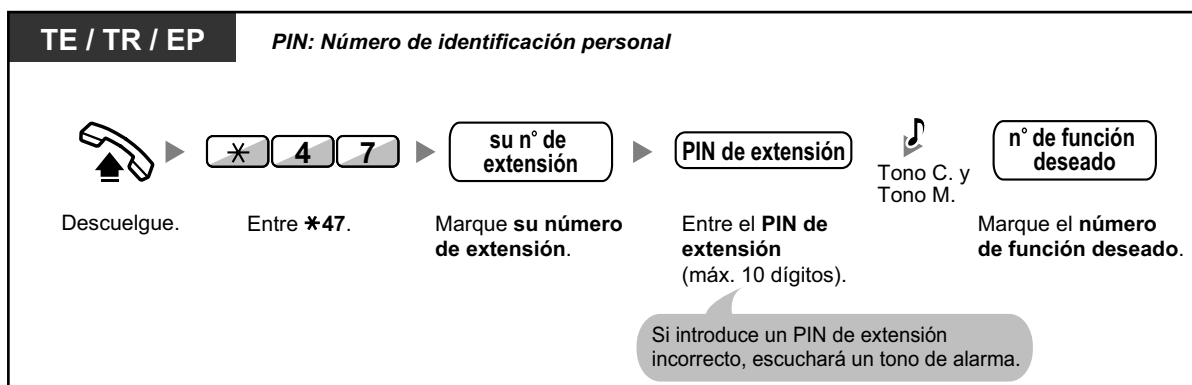 TE / TR / EP
PIN: Número de identificación personal
✳ 4 7
su n° de
extensión
PIN de extensión
Tono C. y
Tono M.
n° de función
deseado
Descuelgue.
Entre ✳47.
Marque su número
de extensión.
Entre el PIN de
extensión
(máx. 10 dígitos).
Marque el número
de función deseado.
Si introduce un PIN de extensión
incorrecto, escuchará un tono de alarma.